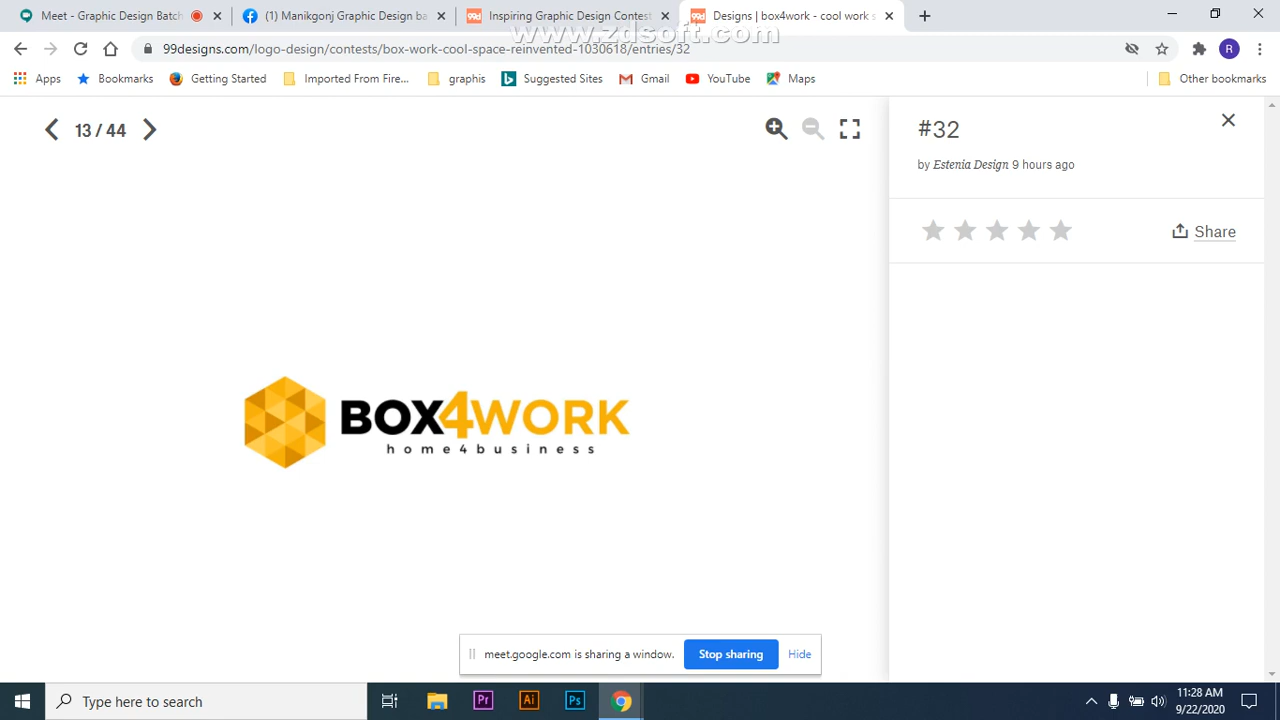 Meet - Graphic Design Batch
(1) Manikgonj Graphic Design b
Inspiring Graphic Design Contest
Designs | box4work - cool work s
www.zdsoft.com
99designs.com/logo-design/contests/box-work-cool-space-reinvented-1030618/entries/32
R
Apps
Bookmarks
Getting Started
Imported From Fire...
graphis
Suggested Sites
Gmail
YouTube
Maps
Other bookmarks
13 / 44
#32
by Estenia Design 9 hours ago
Share
BOX4WORK
home4business
meet.google.com is sharing a window.
Stop sharing
Hide
Type here to search
Pr
Ai
Ps
11:28 AM
9/22/2020